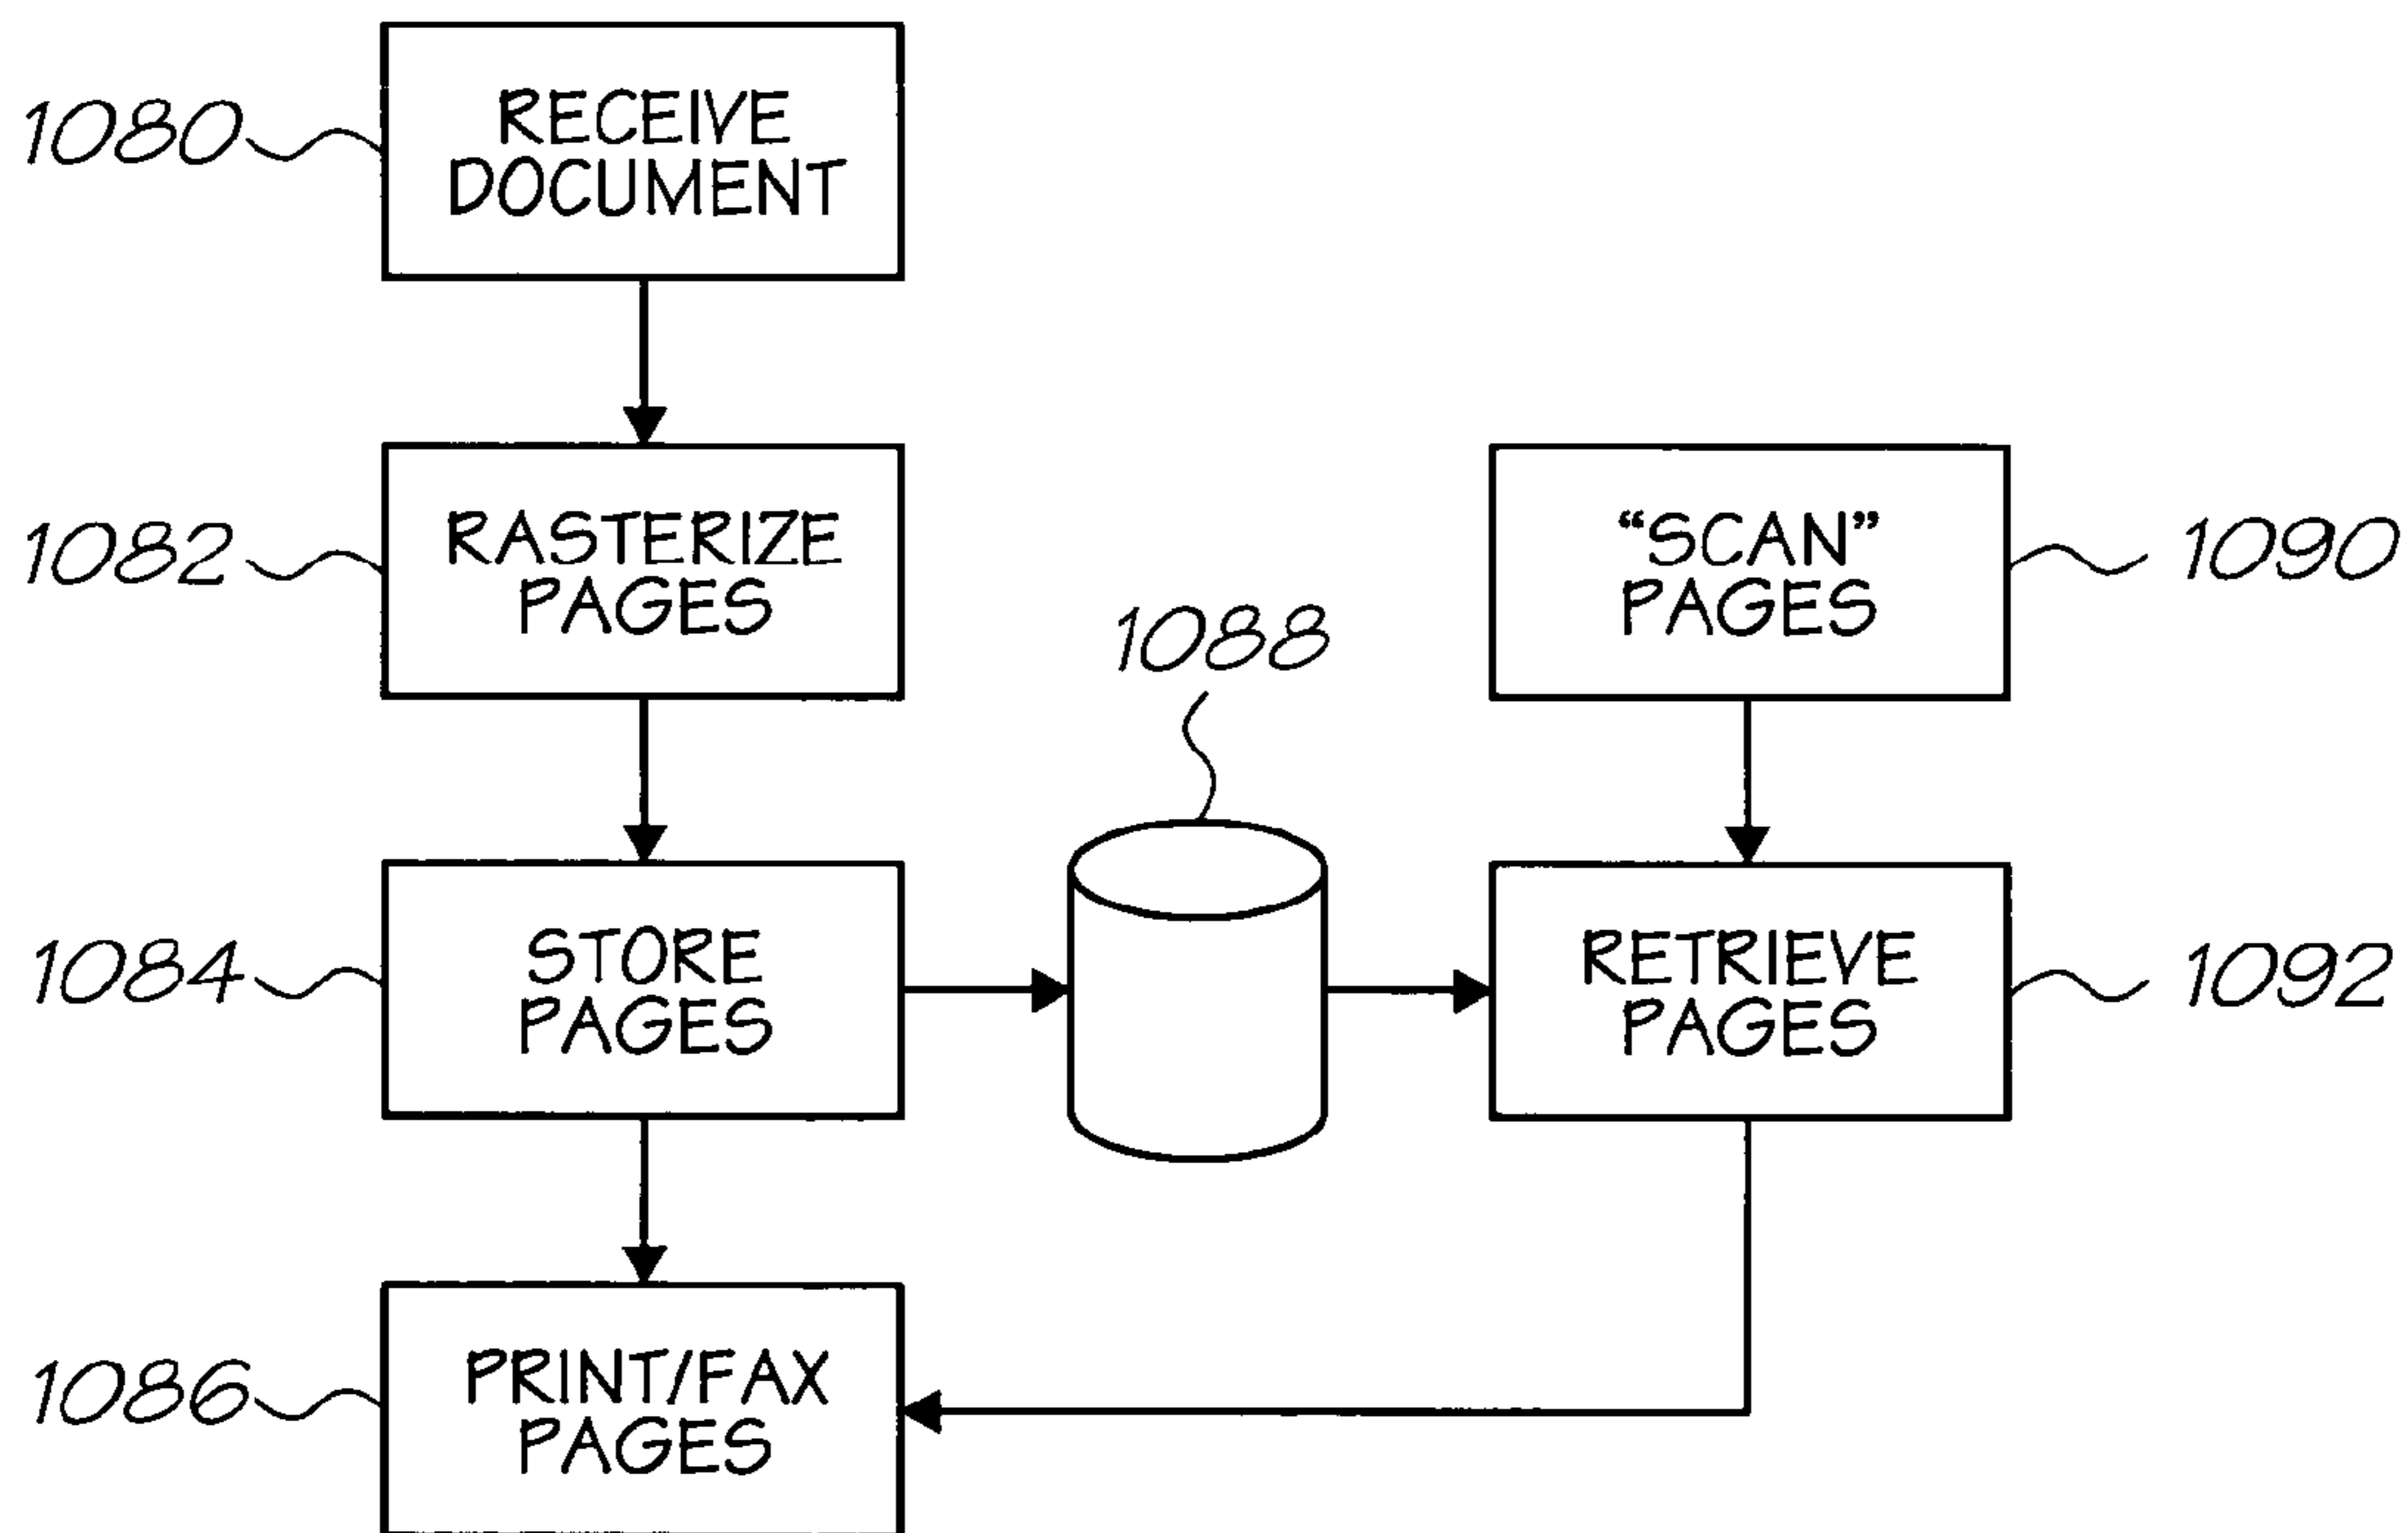 1080
RECEIVE
DOCUMENT
1082
RASTERIZE
PAGES
"SCAN"
PAGES
1090
1088
1084
STORE
PAGES
RETRIEVE
PAGES
1092
1086
PRINT/FAX
PAGES